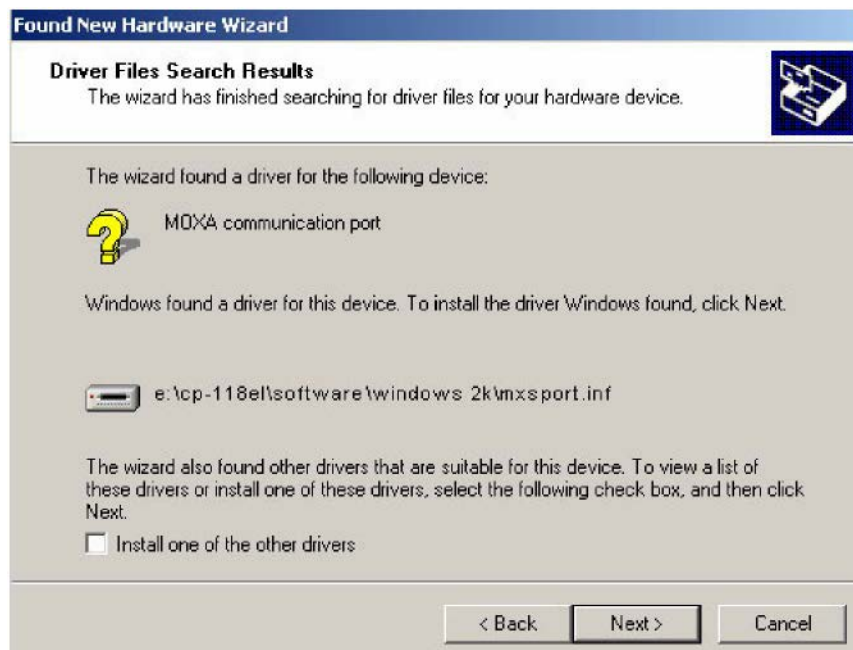 Found New Hardware Wizard
Driver Files Search Results
The wizard has finished searching for driver files for your hardware device.
The wizard found a driver for the following device:
MOXA communication port
Windows found a driver for this device. To install the driver Windows found, click Next.
e:\cp-118el\software\windows 2k\mxsport.inf
The wizard also found other drivers that are suitable for this device. To view a list of
these drivers or install one of these drivers, select the following check box, and then click
Next.
Install one of the other drivers
< Back Next > Cancel